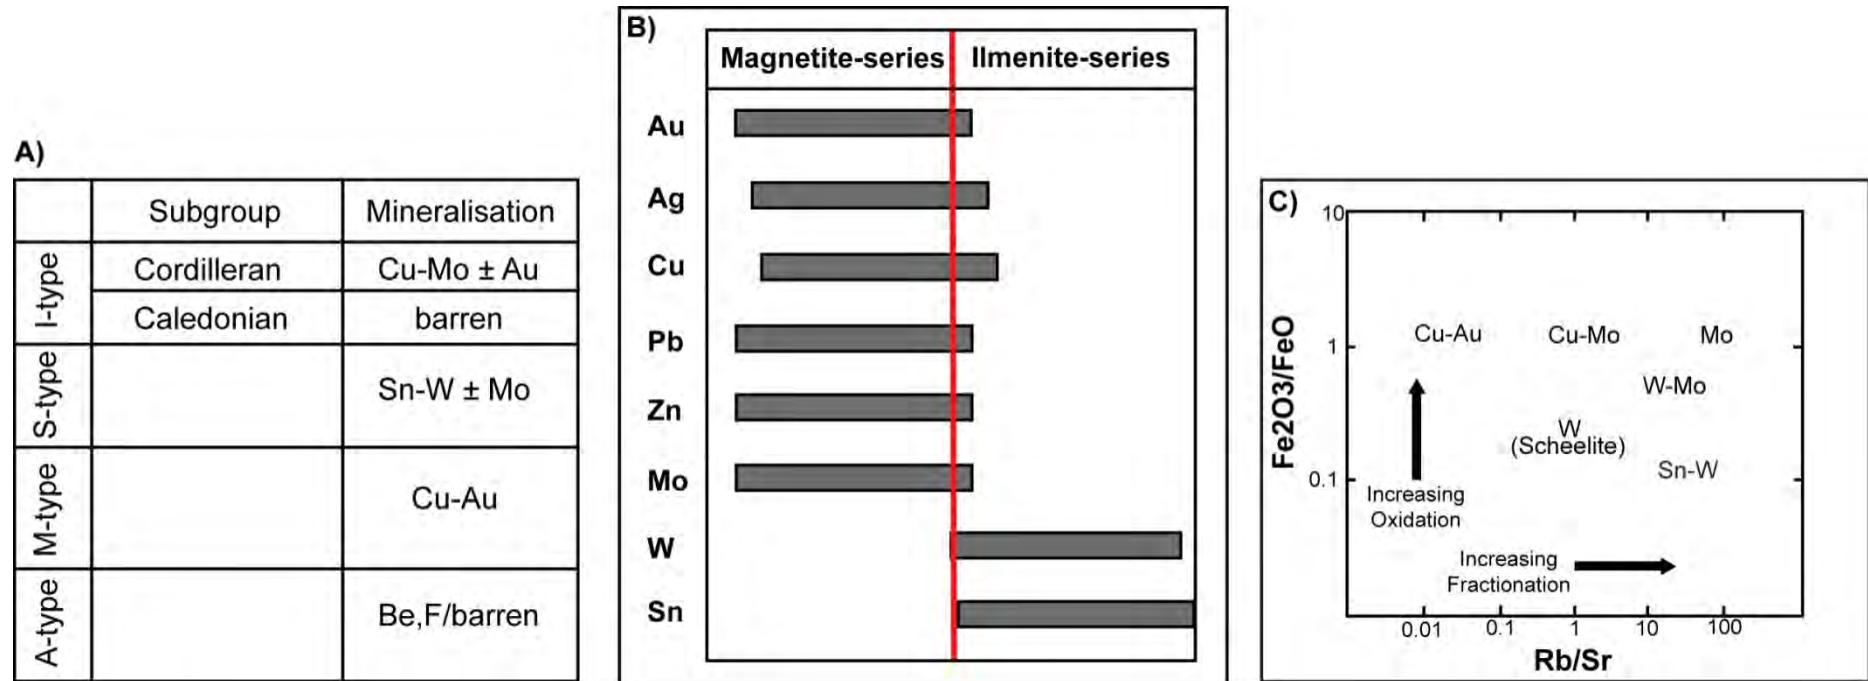 A)
Subgroup Mineralisation
I-type
Cordilleran Cu-Mo ± Au
Caledonian barren
S-type
Sn-W ± Mo
M-type
Cu-Au
A-type
Be,F/barren
B)
Magnetite-series Ilmenite-series
Au
Ag
Cu
Pb
Zn
Mo
W
Sn
C)
10
1
0.1
Fe2O3/FeO
Cu-Au Cu-Mo Mo
W-Mo
W
(Scheelite)
Sn-W
Increasing
Oxidation
Increasing
Fractionation
0.01 0.1 1 10 100
Rb/Sr